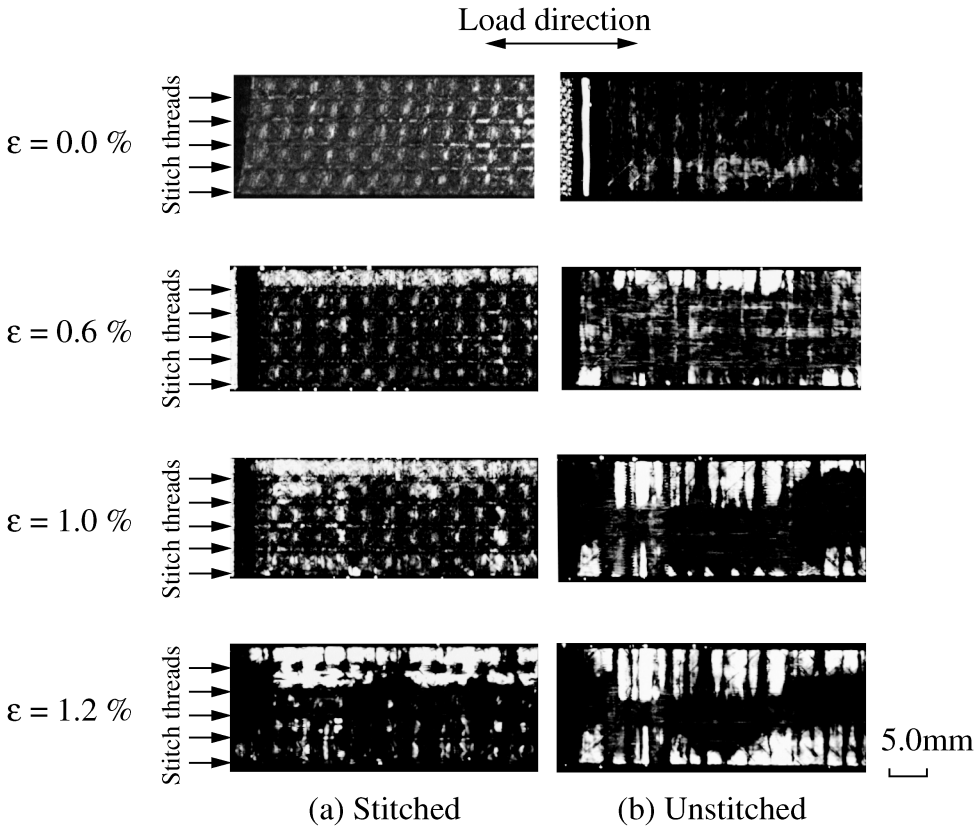 Load direction
Stitch threads
ε = 0.0 %
Stitch threads
ε = 0.6 %
Stitch threads
ε = 1.0 %
Stitch threads
ε = 1.2 %
5.0mm
(a) Stitched
(b) Unstitched